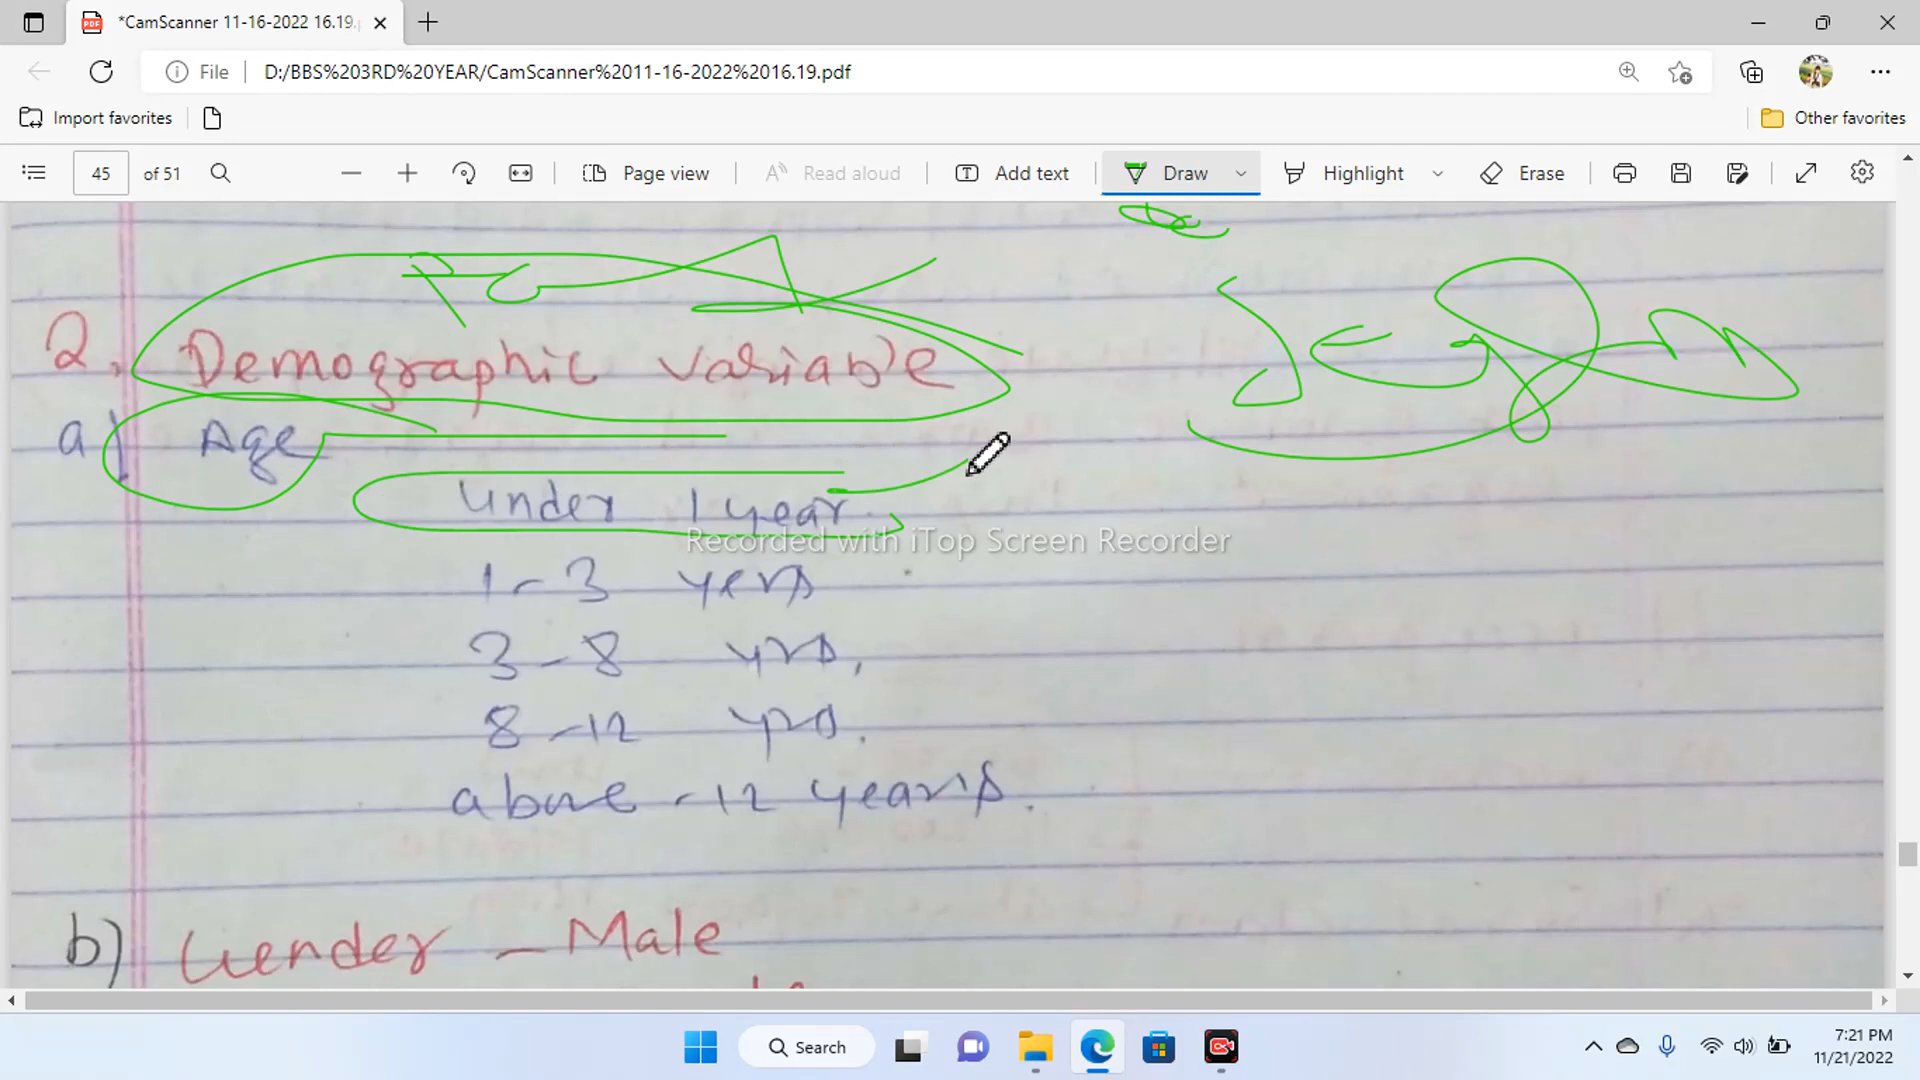 *CamScanner 11-16-2022 16.19.p
File
D:/BBS%203RD%20YEAR/CamScanner%2011-16-2022%2016.19.pdf
Import favorites
Other favorites
45 of 51
Page view
Read aloud
Add text
Draw
Highlight
Erase
2. Demographic variable
a) Age
under 1 year.
Recorded with iTop Screen Recorder
1-3 yers
3-8 yrs,
8-12 yrs.
above -12 years.
b) Gender - Male
Search
7:21 PM
11/21/2022